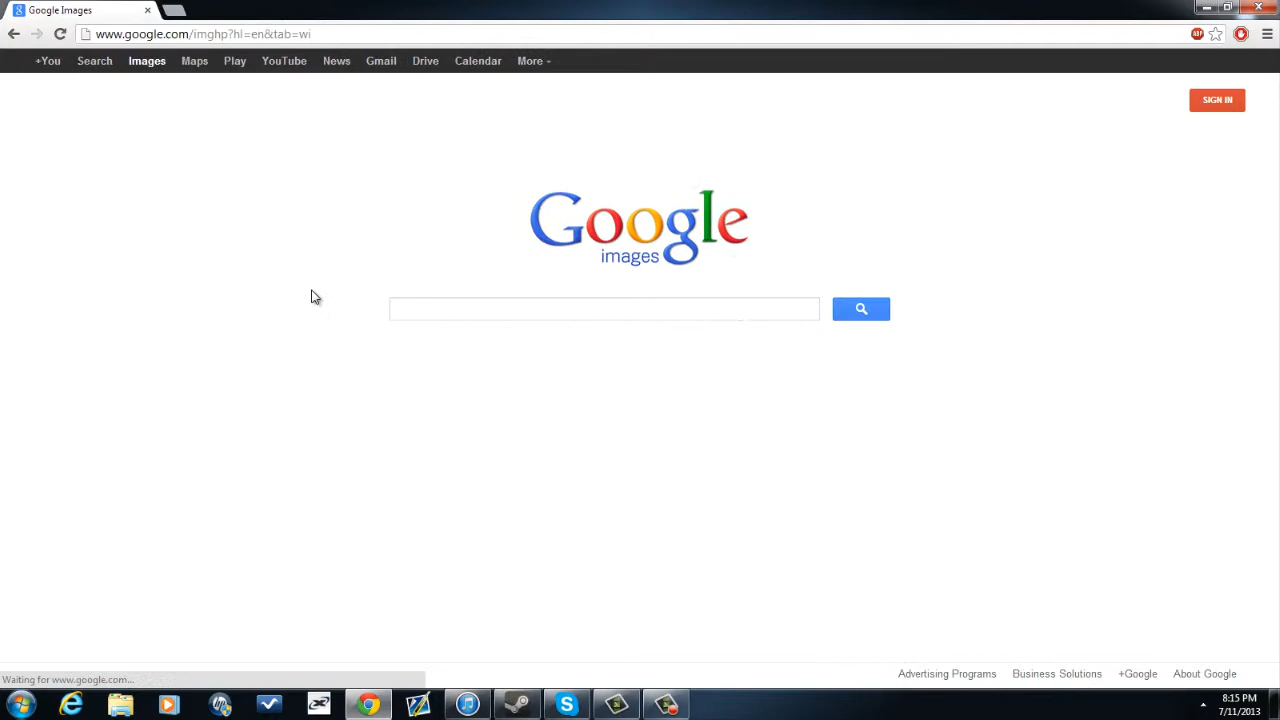 Google Images
www.google.com/imghp?hl=en&tab=wi
ABP
+You Search Images Maps Play YouTube News Gmail Drive Calendar More
SIGN IN
Google
images
Waiting for www.google.com...
Advertising Programs Business Solutions +Google About Google
8:15 PM
7/11/2013